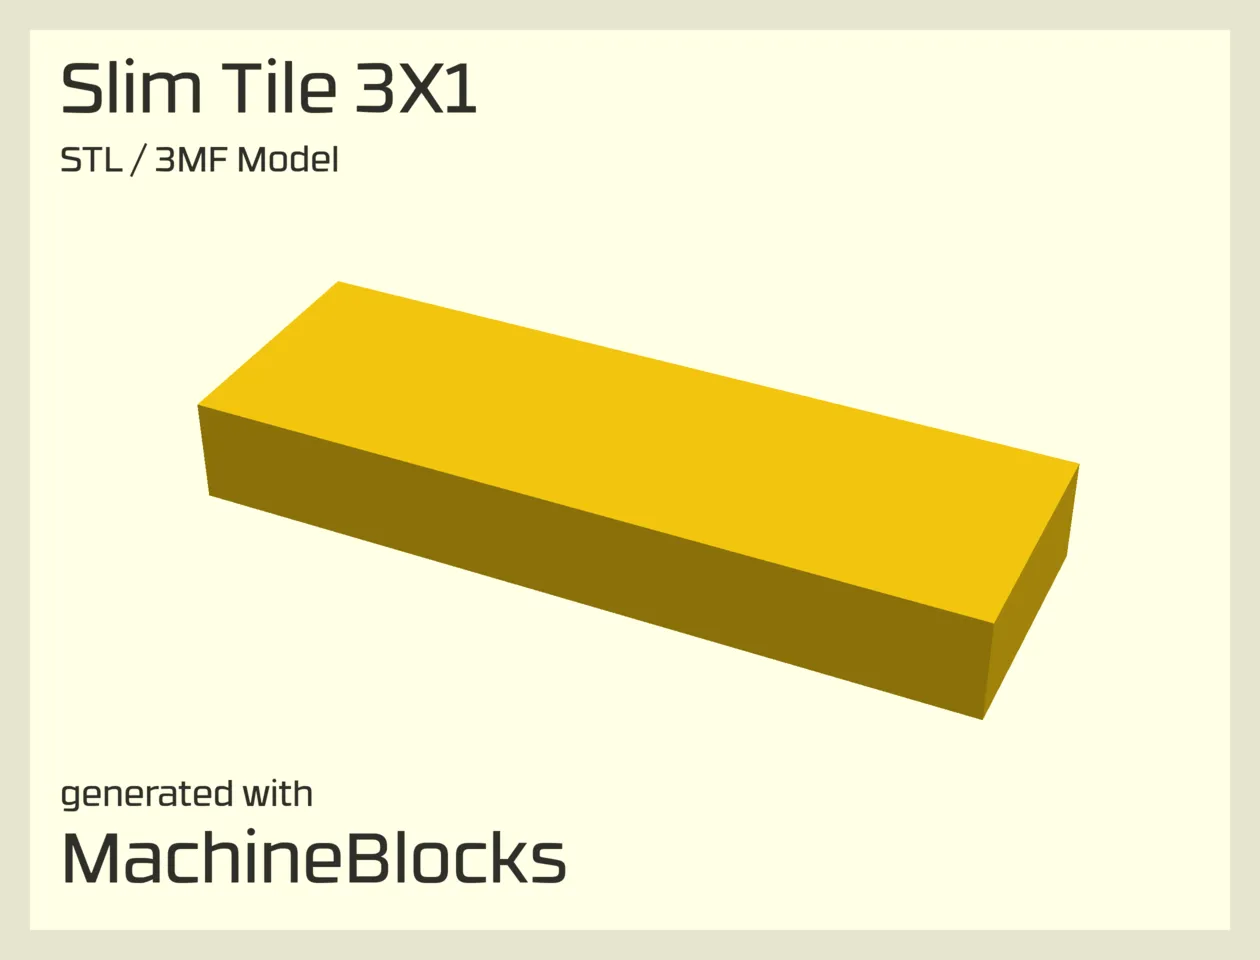 Slim Tile 3X1
STL / 3MF Model
generated with
MachineBlocks